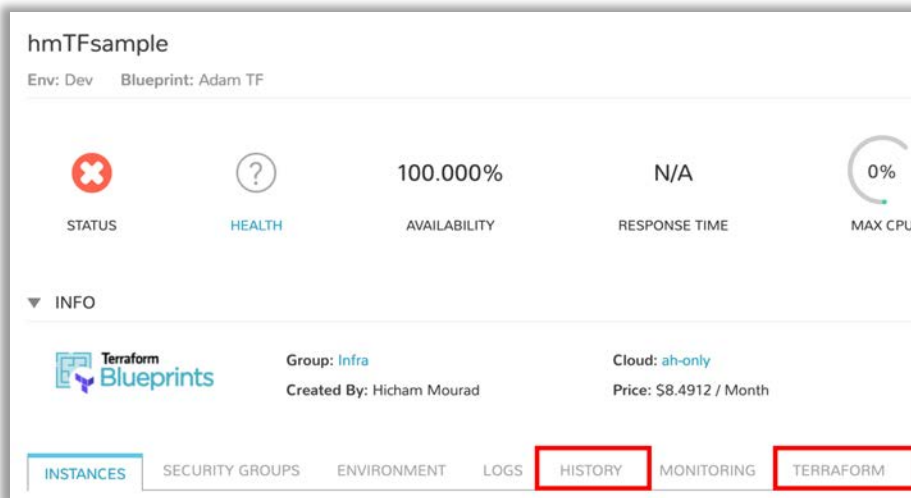 hmTFsample
Env: Dev Blueprint: Adam TF
?
100.000%
N/A
0%
STATUS
HEALTH
AVAILABILITY
RESPONSE TIME
MAX CPU
INFO
Terraform
Blueprints
Group: Infra
Created By: Hicham Mourad
Cloud: ah-only
Price: $8.4912 / Month
INSTANCES SECURITY GROUPS ENVIRONMENT LOGS HISTORY MONITORING TERRAFORM